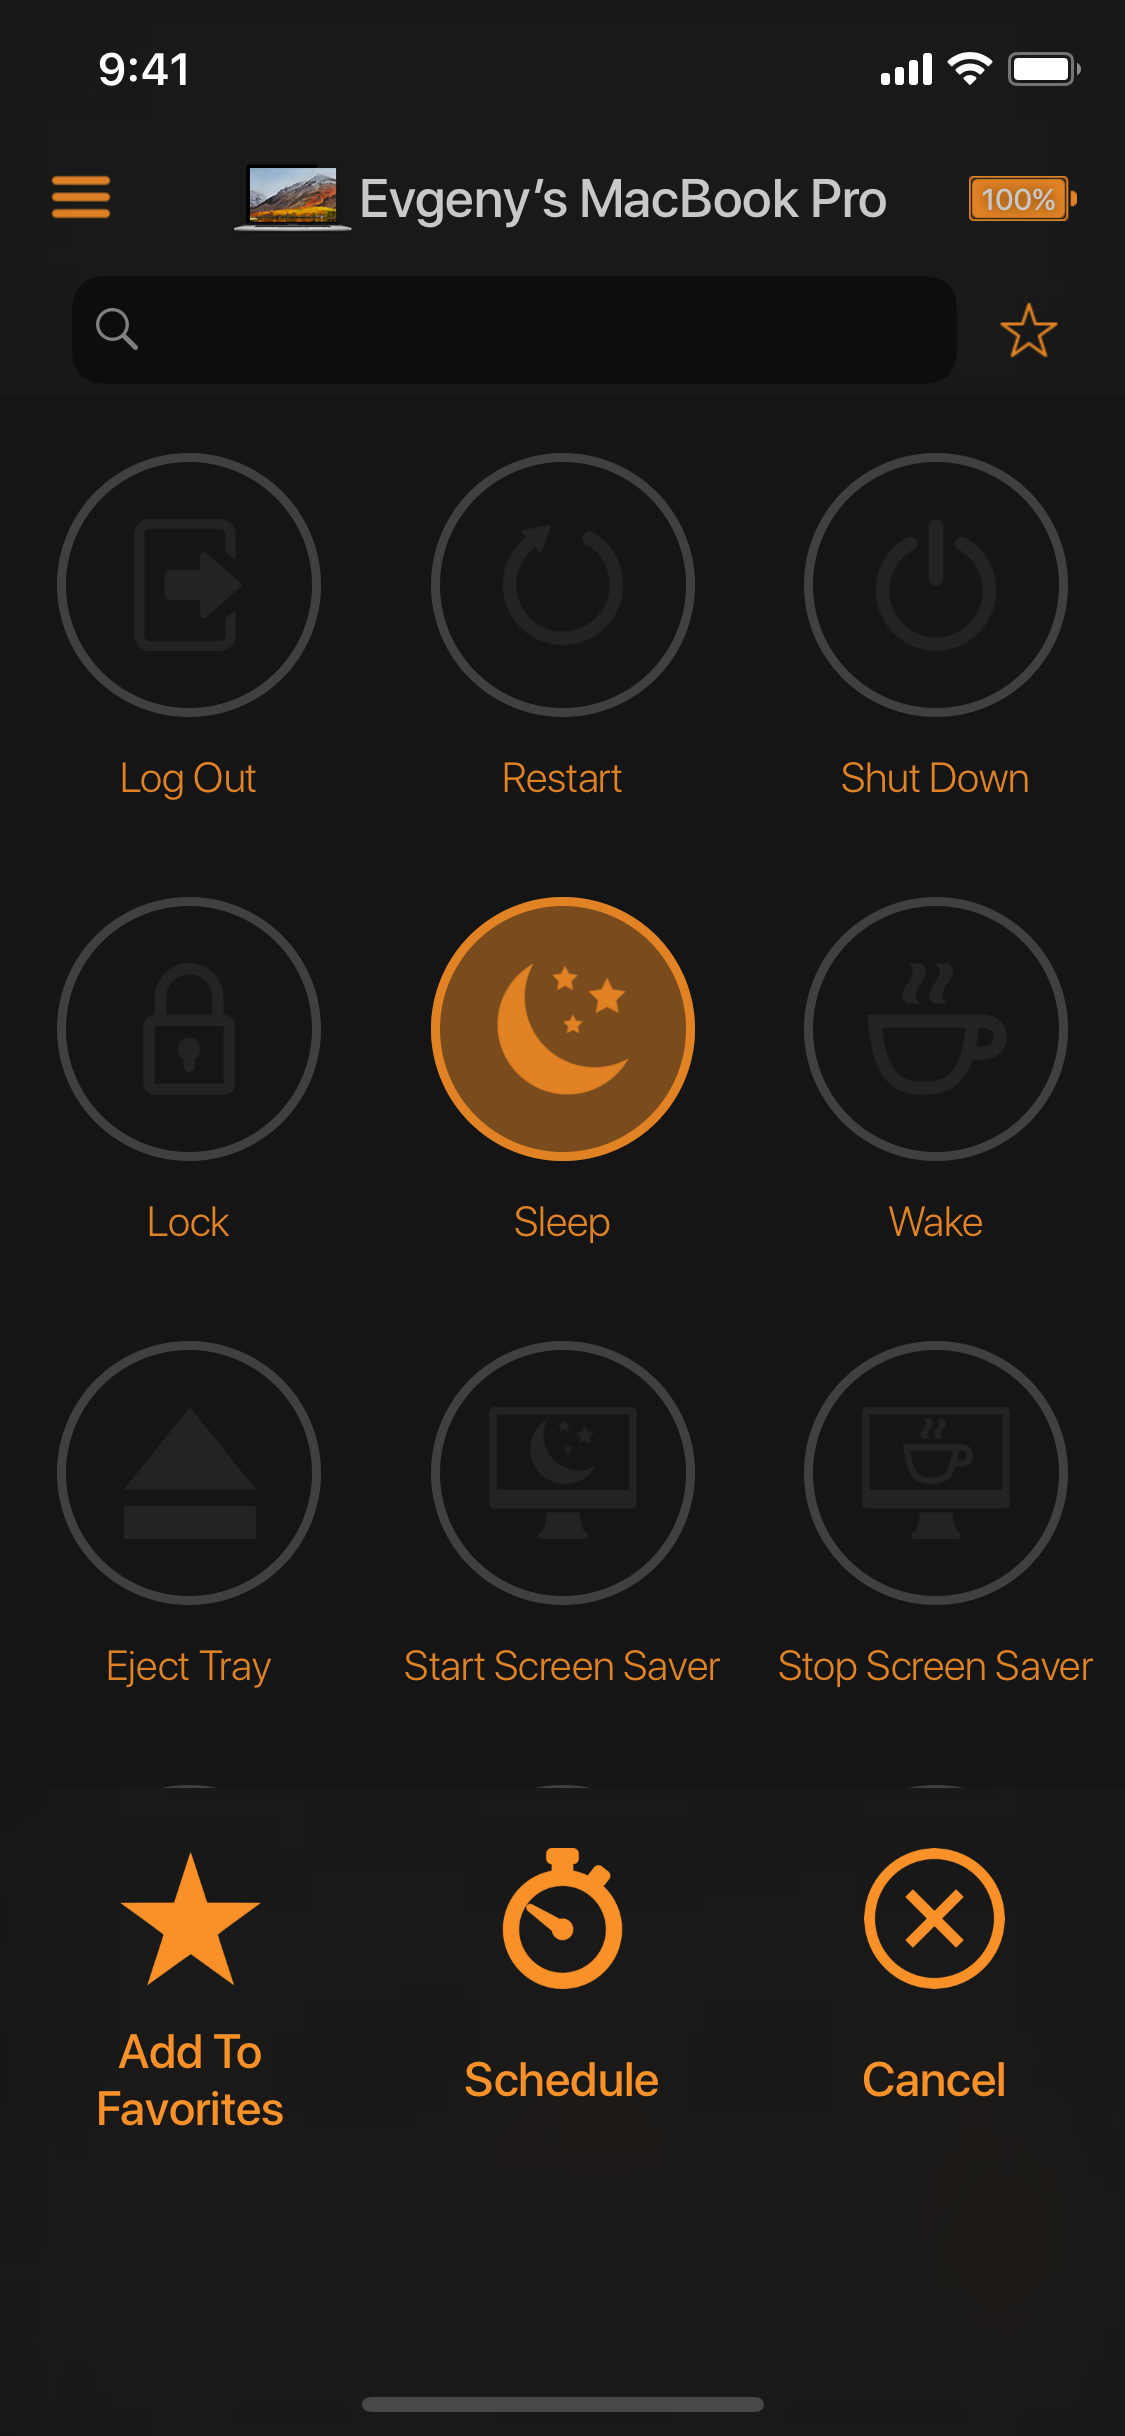 9:41
Evgeny’s MacBook Pro
100%
Log Out
Restart
Shut Down
Lock
Sleep
Wake
Eject Tray
Start Screen Saver
Stop Screen Saver
Add To
Favorites
Schedule
Cancel